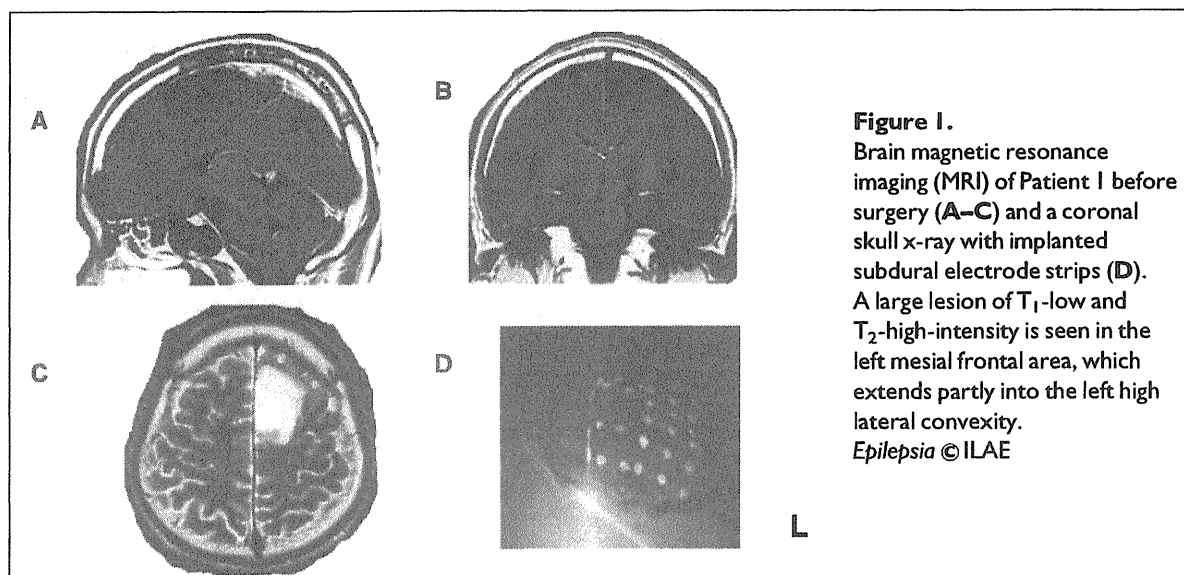 A
B
C
D
L
Figure 1.
Brain magnetic resonance
imaging (MRI) of Patient 1 before
surgery (A–C) and a coronal
skull x-ray with implanted
subdural electrode strips (D).
A large lesion of T₁-low and
T₂-high-intensity is seen in the
left mesial frontal area, which
extends partly into the left high
lateral convexity.
Epilepsia © ILAE